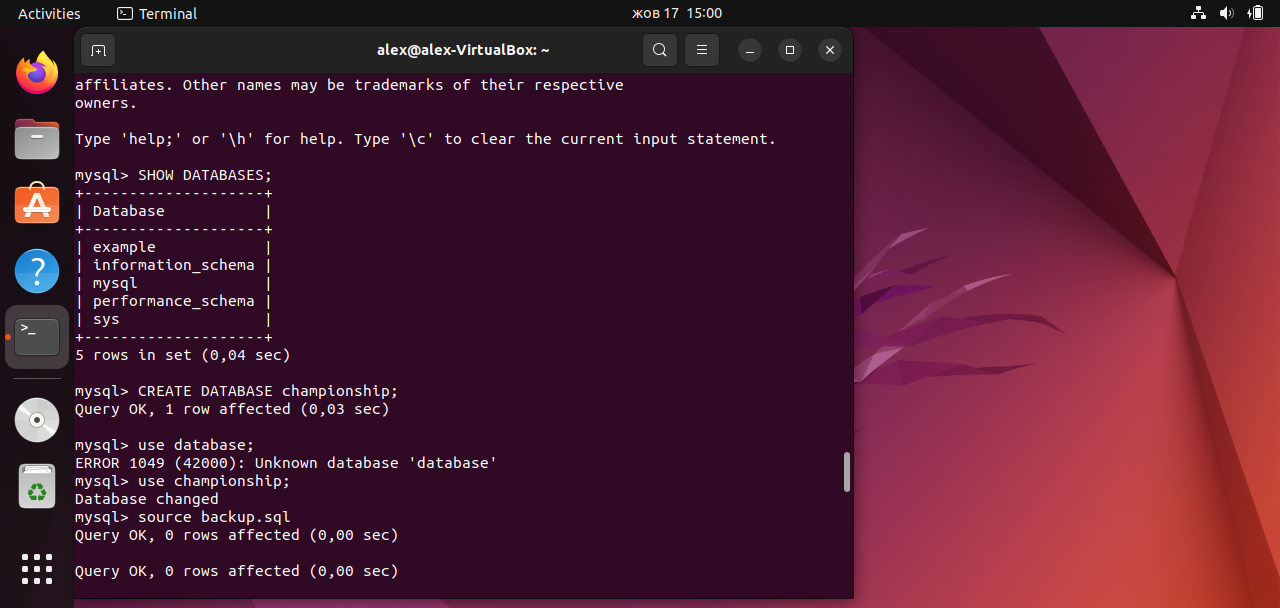 Activities
Terminal
жов 17 15:00
alex@alex-VirtualBox: ~
affiliates. Other names may be trademarks of their respective
owners.
Type 'help;' or '\h' for help. Type '\c' to clear the current input statement.
mysql> SHOW DATABASES;
+--------------------+
| Database           |
+--------------------+
| example            |
| information_schema |
| mysql              |
| performance_schema |
| sys                |
+--------------------+
5 rows in set (0,04 sec)
mysql> CREATE DATABASE championship;
Query OK, 1 row affected (0,03 sec)
mysql> use database;
ERROR 1049 (42000): Unknown database 'database'
mysql> use championship;
Database changed
mysql> source backup.sql
Query OK, 0 rows affected (0,00 sec)
Query OK, 0 rows affected (0,00 sec)